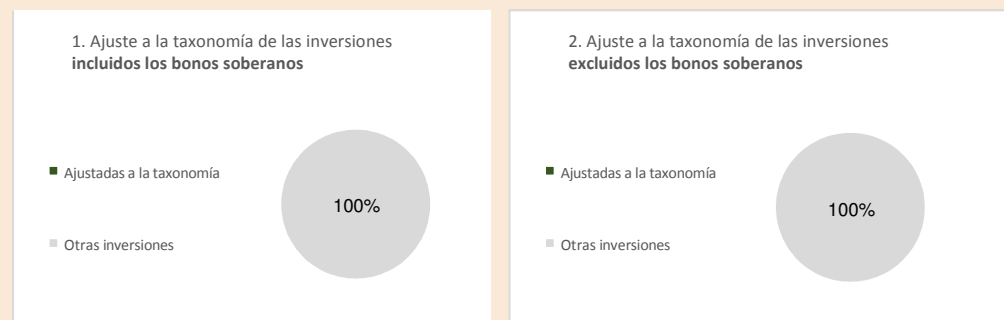 1. Ajuste a la taxonomía de las inversiones
incluidos los bonos soberanos
Ajustadas a la taxonomía
Otras inversiones
100%
2. Ajuste a la taxonomía de las inversiones
excluidos los bonos soberanos
Ajustadas a la taxonomía
Otras inversiones
100%